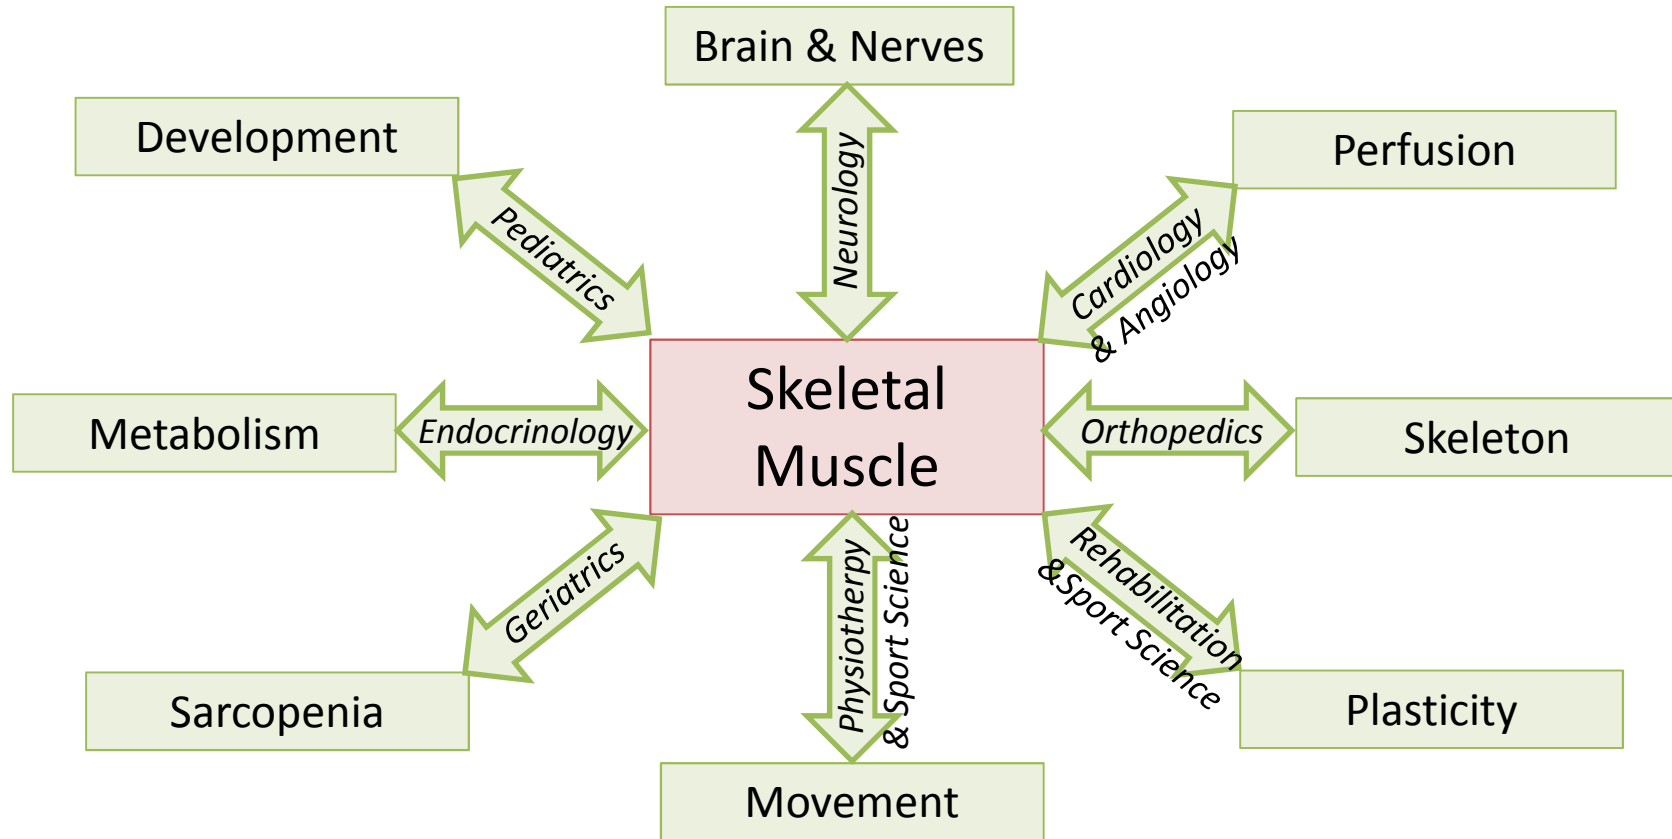 Brain & Nerves
Development
Perfusion
Neurology
Pediatrics
Cardiology
& Angiology
Skeletal
Muscle
Metabolism
Endocrinology
Orthopedics
Skeleton
Geriatrics
Physiotherpy
& Sport Science
Rehabilitation
&Sport Science
Sarcopenia
Plasticity
Movement